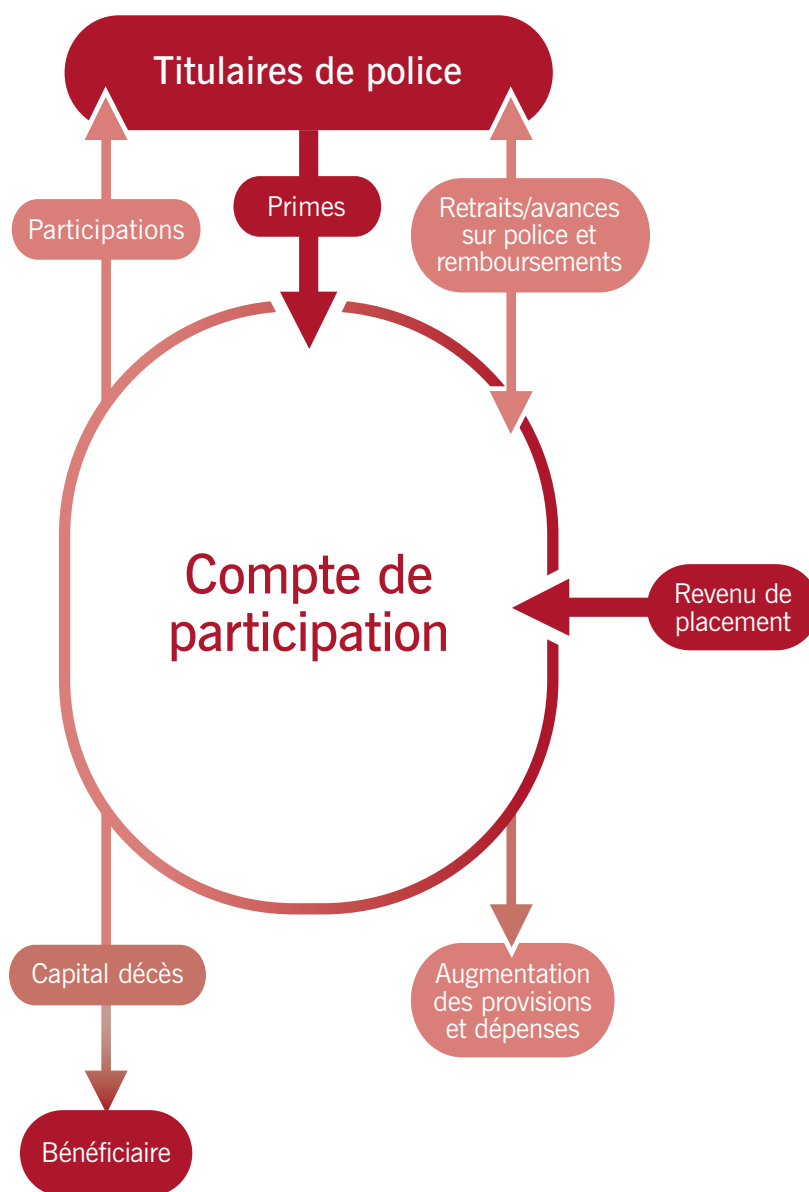 Titulaires de police
Participations
Primes
Retraits/avances
sur police et
remboursements
Compte de
participation
Revenu de
placement
Capital décès
Augmentation
des provisions
et dépenses
Bénéficiaire